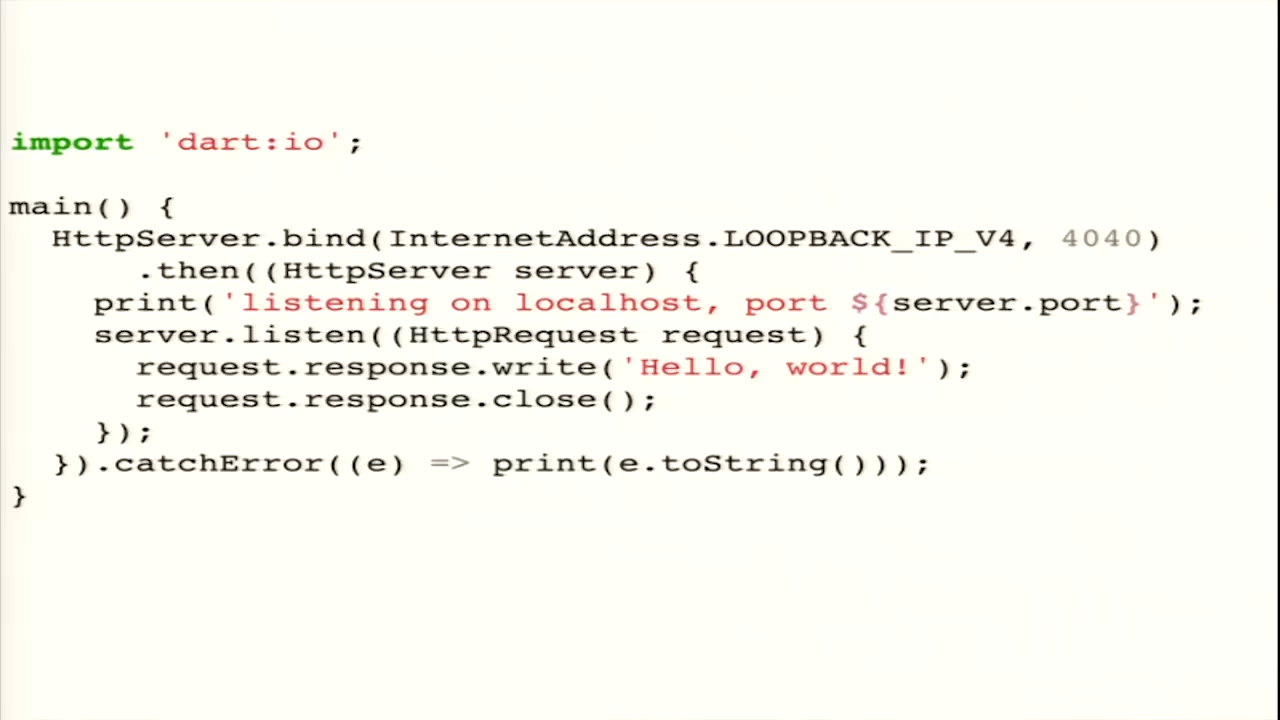 import 'dart:io';
main() {
  HttpServer.bind(InternetAddress.LOOPBACK_IP_V4, 4040)
      .then((HttpServer server) {
    print('listening on localhost, port ${server.port}');
    server.listen((HttpRequest request) {
      request.response.write('Hello, world!');
      request.response.close();
    });
  }).catchError((e) => print(e.toString()));
}